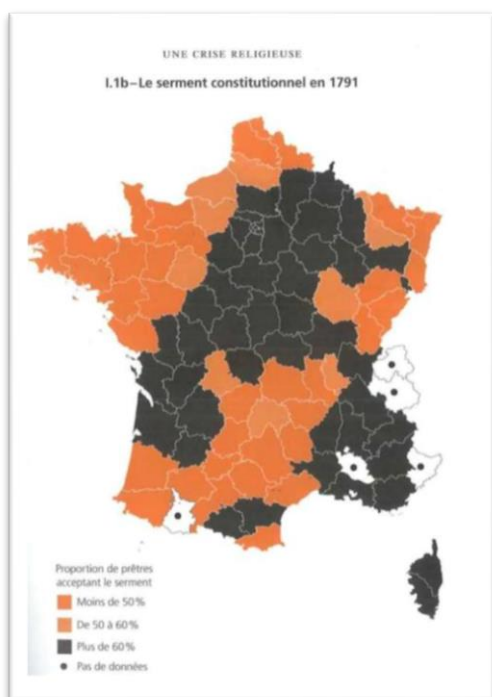 UNE CRISE RELIGIEUSE
I.1b–Le serment constitutionnel en 1791
Proportion de prêtres
acceptant le serment
Moins de 50%
De 50 à 60%
Plus de 60%
Pas de données